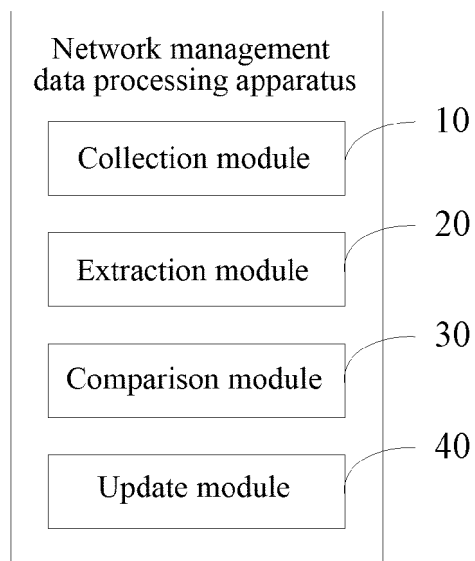 Network management
data processing apparatus
Collection module
10
Extraction module
20
Comparison module
30
Update module
40